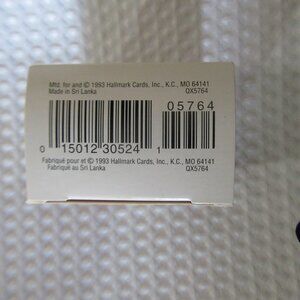 Mfd. for and © 1993 Hallmark Cards, Inc., K.C., MO 64141
Made in Sri Lanka QX5764
05764
0 15012 30524 1
Fabriqué pour et © 1993 Hallmark Cards, Inc., K.C., MO 64141
Fabriqué au Sri Lanka QX5764